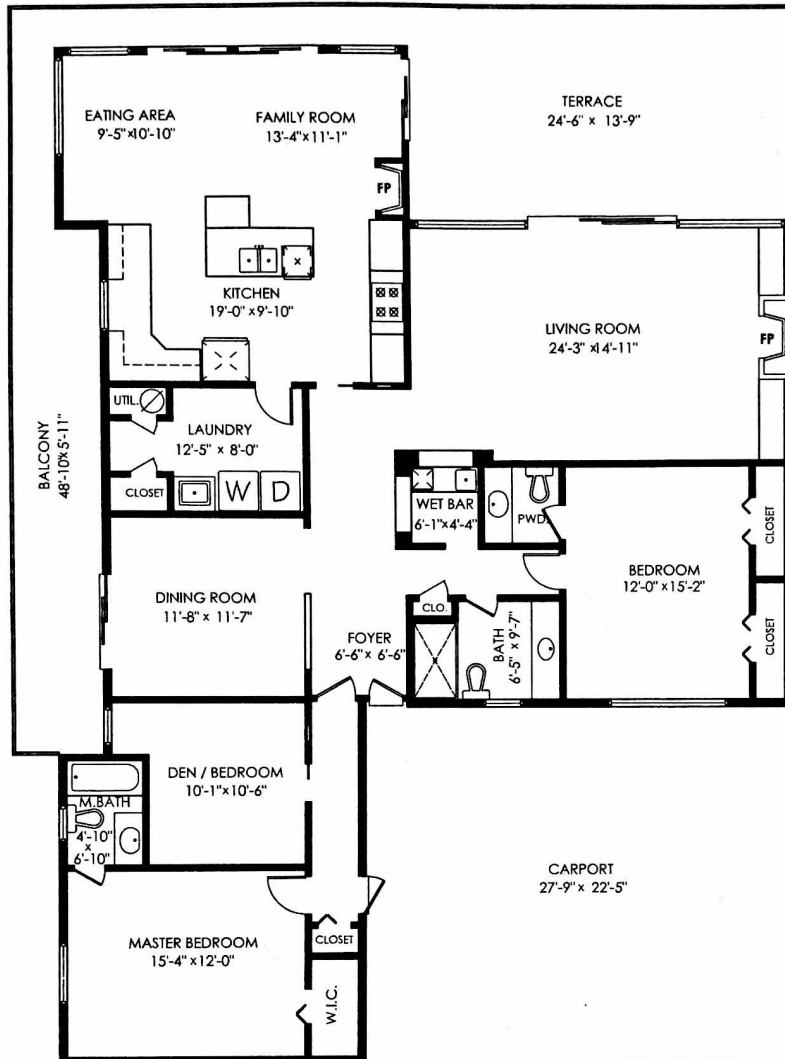 EATING AREA
9'-5"x10'-10"
FAMILY ROOM
13'-4"x11'-1"
TERRACE
24'-6" x 13'-9"
FP
KITCHEN
19'-0" x 9'-10"
LIVING ROOM
24'-3" x14'-11"
FP
BALCONY
48'-10"x 5'-11"
UTIL.
LAUNDRY
12'-5" x 8'-0"
CLOSET
W
D
WET BAR
6'-1"x4'-4"
PWD.
BEDROOM
12'-0"x15'-2"
CLOSET
CLOSET
DINING ROOM
11'-8" x 11'-7"
CLO.
FOYER
6'-6"x 6'-6"
BATH
6'-5" x 9'-7"
DEN / BEDROOM
10'-1"x10'-6"
M.BATH
4'-10"
x
6'-10"
CARPORT
27'-9" x 22'-5"
MASTER BEDROOM
15'-4" x12'-0"
CLOSET
W.I.C.